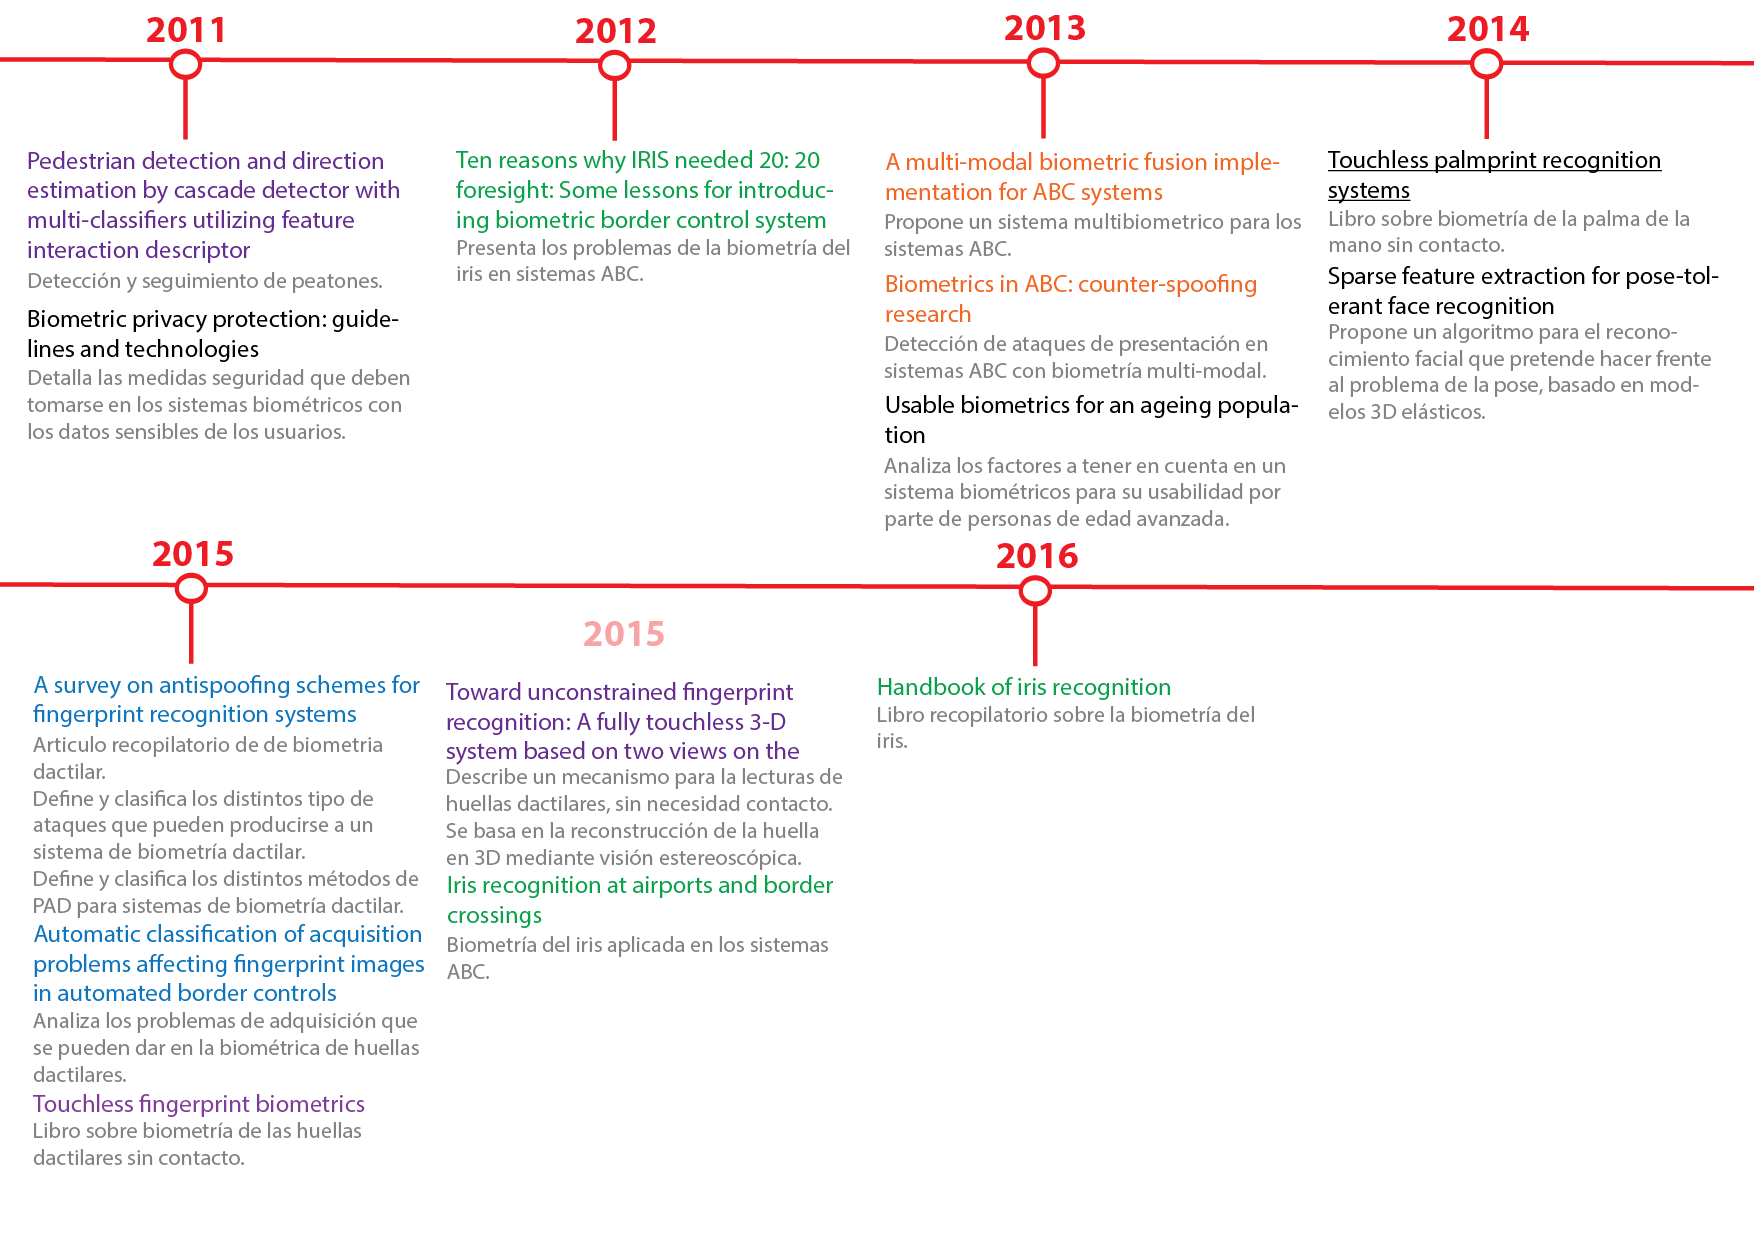 2011
Pedestrian detection and direction
estimation by cascade detector with
multi-classifiers utilizing feature
interaction descriptor
Detección y seguimiento de peatones.
Biometric privacy protection: guide-
lines and technologies
Detalla las medidas seguridad que deben
tomarse en los sistemas biométricos con
los datos sensibles de los usuarios.
2012
Ten reasons why IRIS needed 20: 20
foresight: Some lessons for introduc-
ing biometric border control system
Presenta los problemas de la biometría del
iris en sistemas ABC.
2013
A multi-modal biometric fusion imple-
mentation for ABC systems
Propone un sistema multibiometrico para los
sistemas ABC.
Biometrics in ABC: counter-spoofing
research
Detección de ataques de presentación en
sistemas ABC con biometría multi-modal.
Usable biometrics for an ageing popula-
tion
Analiza los factores a tener en cuenta en un
sistema biométricos para su usabilidad por
parte de personas de edad avanzada.
2014
Touchless palmprint recognition
systems
Libro sobre biometría de la palma de la
mano sin contacto.
Sparse feature extraction for pose-tol-
erant face recognition
Propone un algoritmo para el recono-
cimiento facial que pretende hacer frente
al problema de la pose, basado en mod-
elos 3D elásticos.
2015
A survey on antispoofing schemes for
fingerprint recognition systems
Articulo recopilatorio de de biometria
dactilar.
Define y clasifica los distintos tipo de
ataques que pueden producirse a un
sistema de biometría dactilar.
Define y clasifica los distintos métodos de
PAD para sistemas de biometría dactilar.
Automatic classification of acquisition
problems affecting fingerprint images
in automated border controls
Analiza los problemas de adquisición que
se pueden dar en la biométrica de huellas
dactilares.
Touchless fingerprint biometrics
Libro sobre biometría de las huellas
dactilares sin contacto.
2015
Toward unconstrained fingerprint
recognition: A fully touchless 3-D
system based on two views on the
Describe un mecanismo para la lecturas de
huellas dactilares, sin necesidad contacto.
Se basa en la reconstrucción de la huella
en 3D mediante visión estereoscópica.
Iris recognition at airports and border
crossings
Biometría del iris aplicada en los sistemas
ABC.
2016
Handbook of iris recognition
Libro recopilatorio sobre la biometría del
iris.